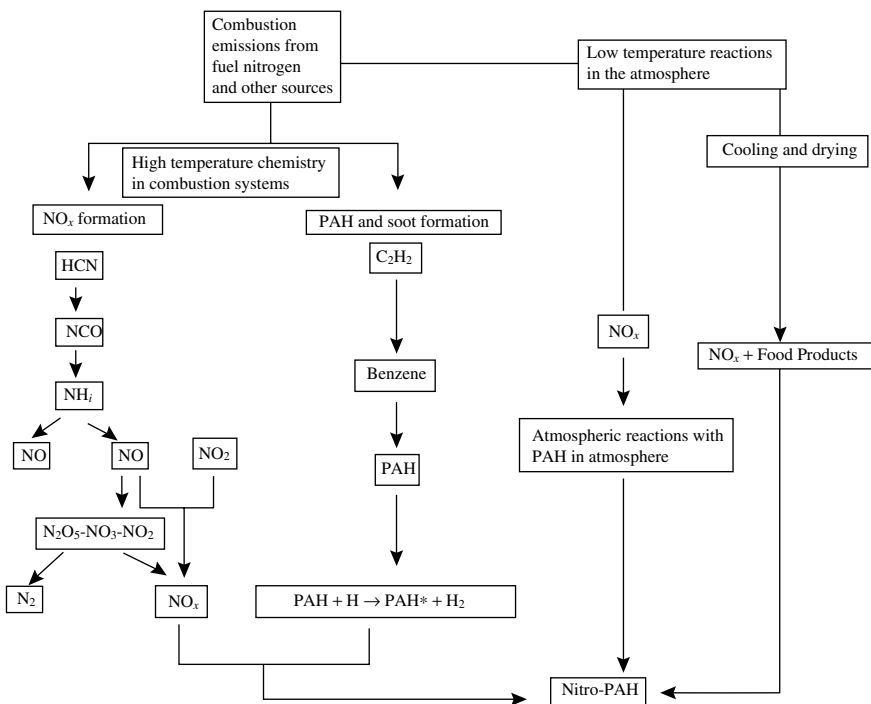 Combustion
emissions from
fuel nitrogen
and other sources
Low temperature reactions
in the atmosphere
High temperature chemistry
in combustion systems
Cooling and drying
NOₓ formation
PAH and soot formation
HCN
C₂H₂
NCO
NOₓ
NOₓ + Food Products
Benzene
NHᵢ
NO
NO
NO₂
PAH
Atmospheric reactions with
PAH in atmosphere
N₂O₅-NO₃-NO₂
N₂
NOₓ
PAH + H → PAH* + H₂
Nitro-PAH